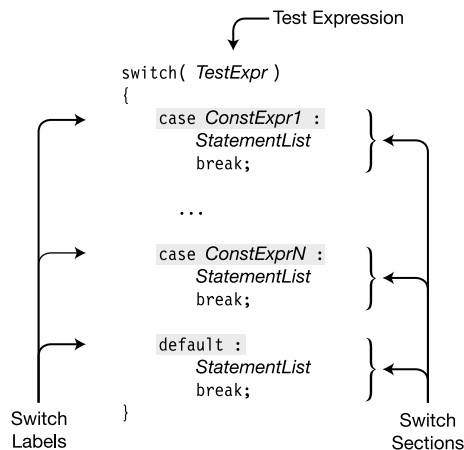 Test Expression
switch( TestExpr )
{
case ConstExpr1 :
StatementList
break;
...
case ConstExprN :
StatementList
break;
default :
StatementList
break;
}
Switch
Labels
Switch
Sections